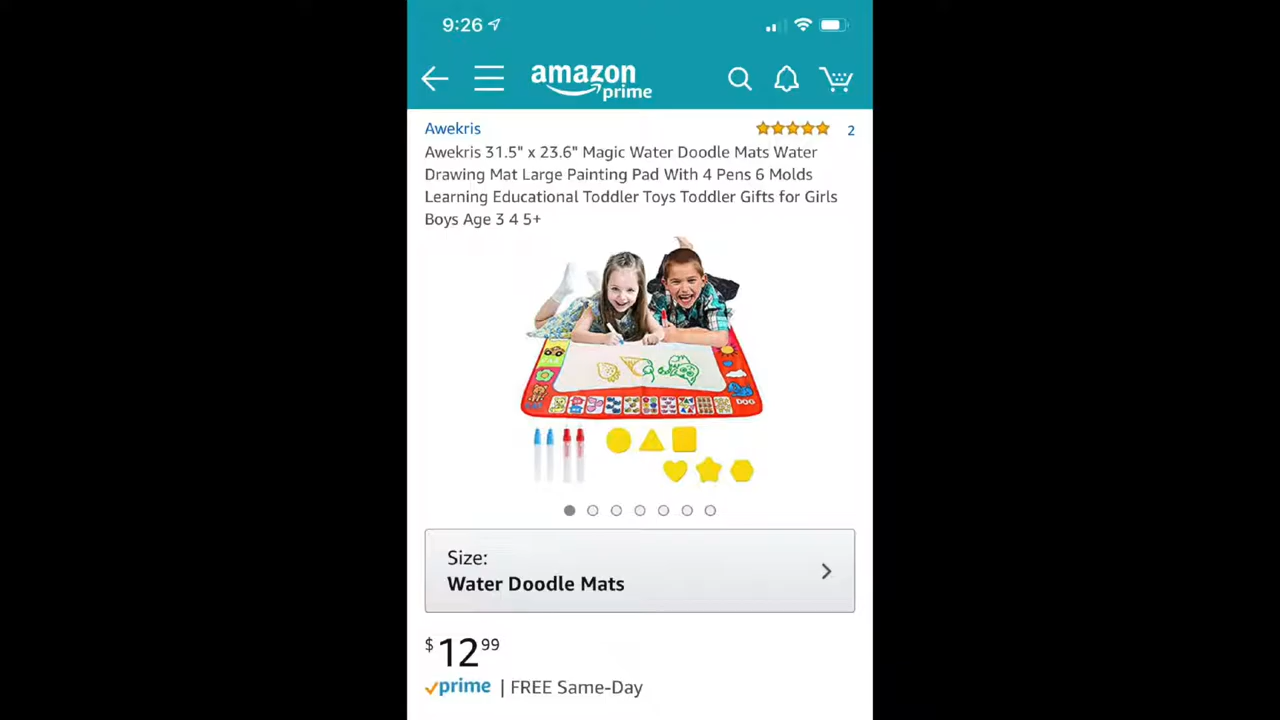 9:26
amazon
prime
Awekris
2
Awekris 31.5" x 23.6" Magic Water Doodle Mats Water
Drawing Mat Large Painting Pad With 4 Pens 6 Molds
Learning Educational Toddler Toys Toddler Gifts for Girls
Boys Age 3 4 5+
DOG
Size:
Water Doodle Mats
$12.99
prime | FREE Same-Day